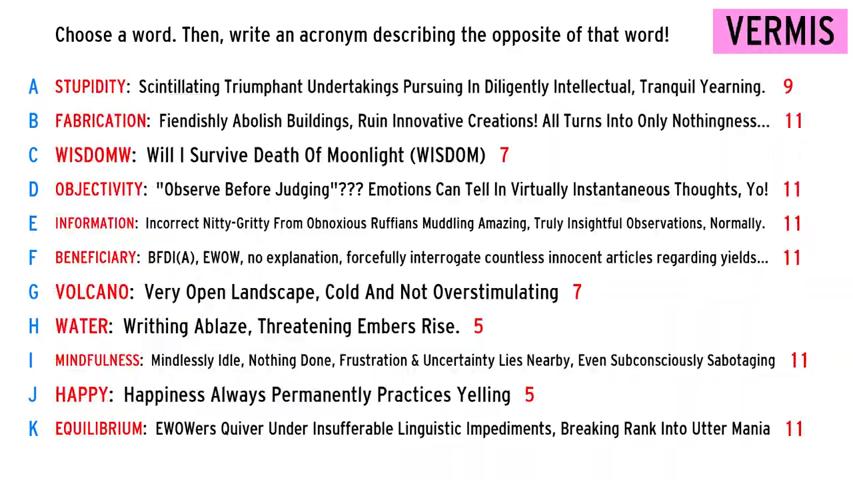 Choose a word. Then, write an acronym describing the opposite of that word!
VERMIS
A STUPIDITY: Scintillating Triumphant Undertakings Pursuing In Diligently Intellectual, Tranquil Yearning. 9
B FABRICATION: Fiendishly Abolish Buildings, Ruin Innovative Creations! All Turns Into Only Nothingness... 11
C WISDOMW: Will I Survive Death Of Moonlight (WISDOM) 7
D OBJECTIVITY: "Observe Before Judging"??? Emotions Can Tell In Virtually Instantaneous Thoughts, Yo! 11
E INFORMATION: Incorrect Nitty-Gritty From Obnoxious Ruffians Muddling Amazing, Truly Insightful Observations, Normally. 11
F BENEFICIARY: BFDI(A), EWOW, no explanation, forcefully interrogate countless innocent articles regarding yields... 11
G VOLCANO: Very Open Landscape, Cold And Not Overstimulating 7
H WATER: Writhing Ablaze, Threatening Embers Rise. 5
I MINDFULNESS: Mindlessly Idle, Nothing Done, Frustration & Uncertainty Lies Nearby, Even Subconsciously Sabotaging 11
J HAPPY: Happiness Always Permanently Practices Yelling 5
K EQUILIBRIUM: EWOWers Quiver Under Insufferable Linguistic Impediments, Breaking Rank Into Utter Mania 11